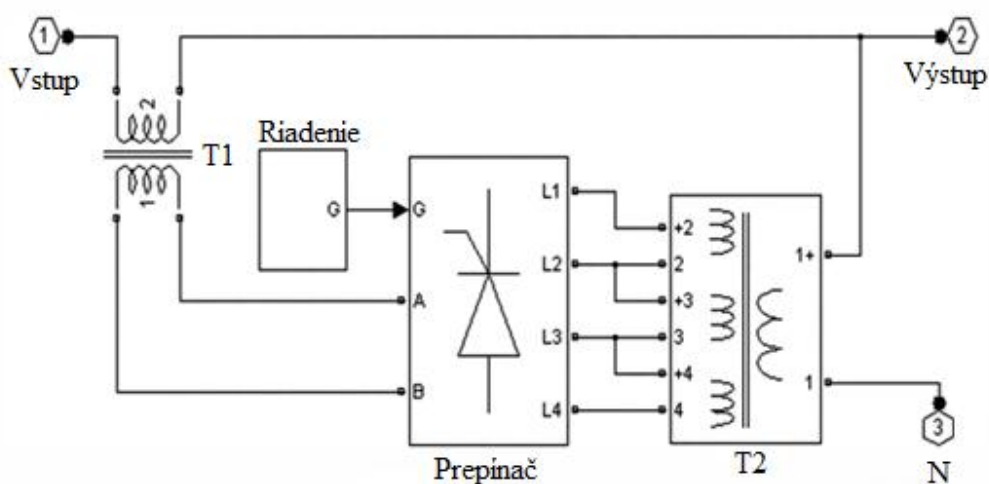 1
Vstup
2
Výstup
2
T1
1
Riadenie
G
G
A
B
L1
L2
L3
L4
Prepínač
+2
2
+3
3
+4
4
1+
1
T2
3
N